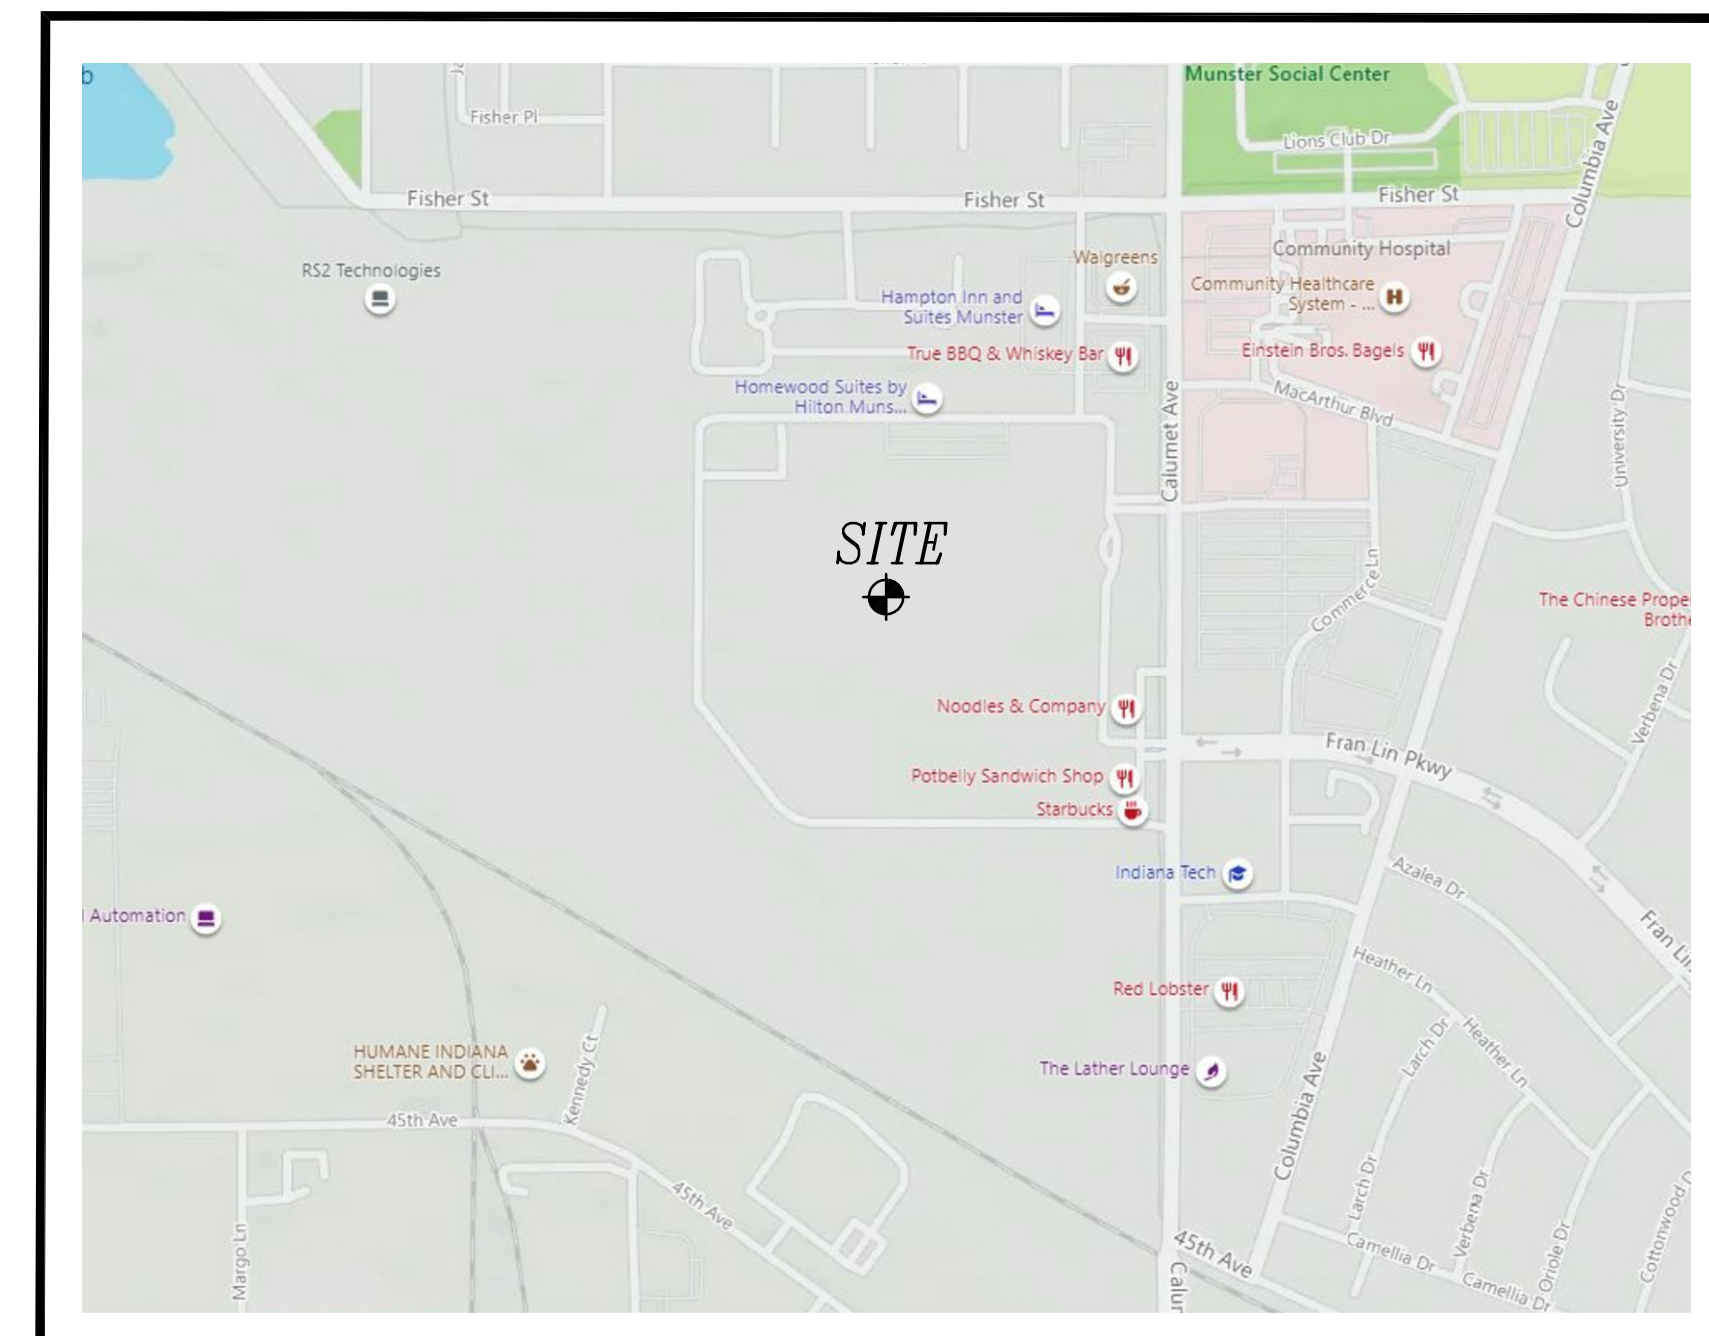 b
Munster Social Center
Fisher Pl
Lions Club Dr
Columbia Ave
Fisher St
Fisher St
Fisher St
RS2 Technologies
Walgreens
Community Hospital
Community Healthcare
System - ...
Hampton Inn and
Suites Munster
True BBQ & Whiskey Bar
Einstein Bros. Bagels
Homewood Suites by
Hilton Muns...
MacArthur Blvd
Calumet Ave
University Dr
SITE
Commerce Ln
The Chinese Prope
Brothe
Verbena Dr
Noodles & Company
Fran Lin Pkwy
Potbelly Sandwich Shop
Starbucks
Indiana Tech
Azalea Dr
l Automation
Fran Lin
Heather Ln
Red Lobster
Larch Dr
Heather Ln
HUMANE INDIANA
SHELTER AND CLI...
Kennedy Ct
The Lather Lounge
Columbia Ave
45th Ave
45th Ave
Larch Dr
Verbena Dr
Oriole Dr
Cottonwood D
Margo Ln
45th Ave
Camellia Dr
Camellia Dr
Calur